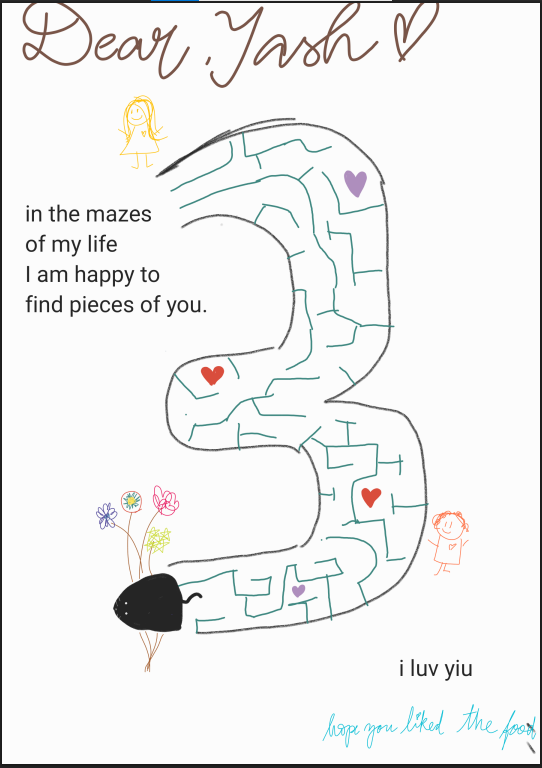 Dear Yash
in the mazes
of my life
I am happy to
find pieces of you.
i luv yiu
hope you liked the food